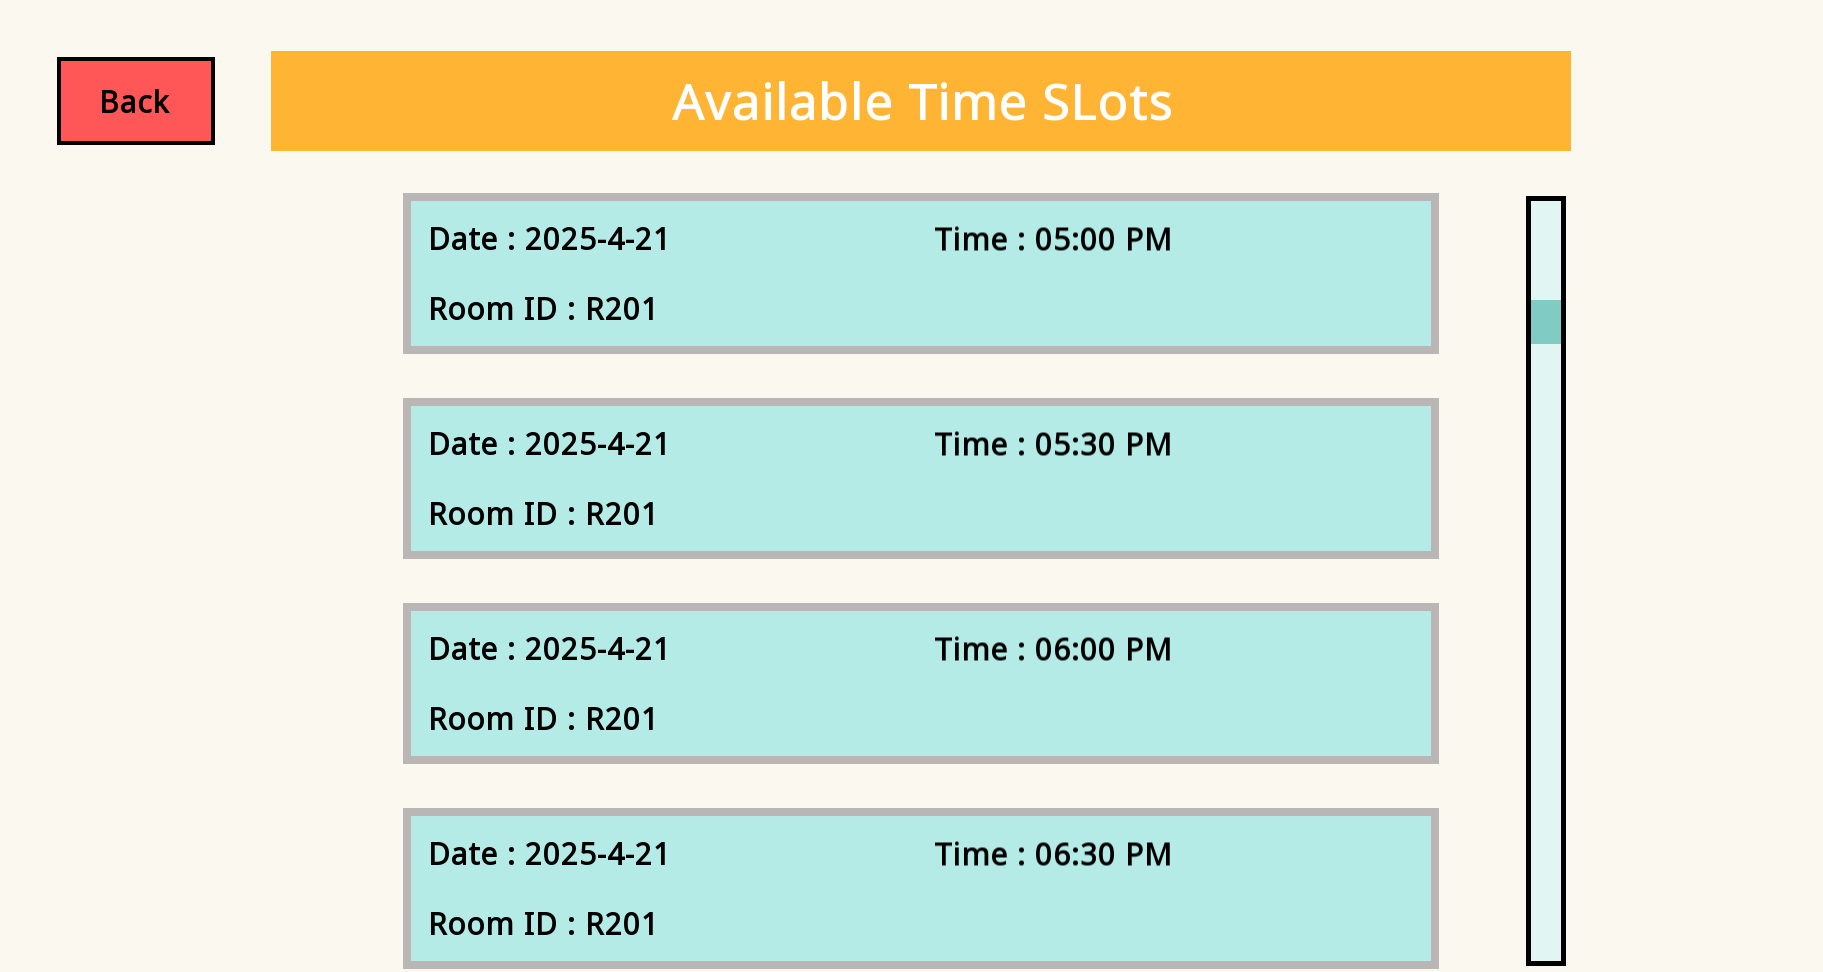 Back
Available Time SLots
Date : 2025-4-21 Time : 05:00 PM
Room ID : R201
Date : 2025-4-21 Time : 05:30 PM
Room ID : R201
Date : 2025-4-21 Time : 06:00 PM
Room ID : R201
Date : 2025-4-21 Time : 06:30 PM
Room ID : R201